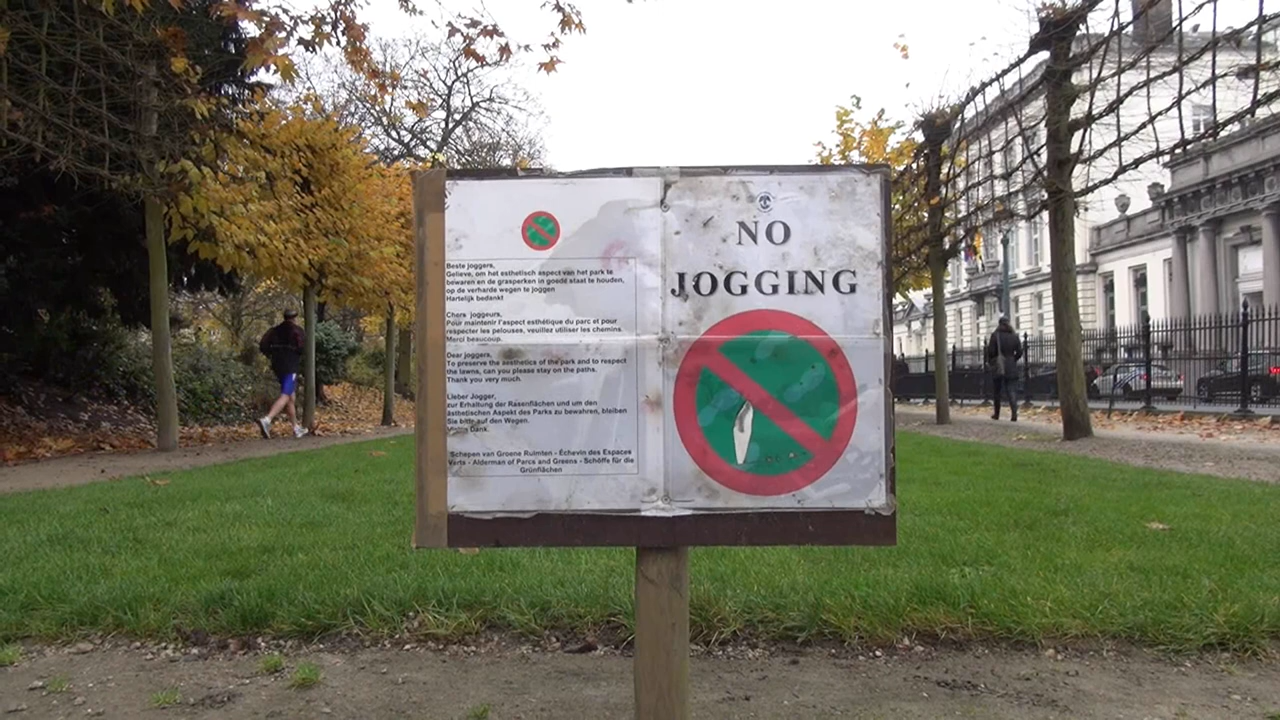 Beste joggers,
Gelieve, om het esthetisch aspect van het park te
bewaren en de grasperken in goede staat te houden,
op de verharde wegen te joggen
Hartelijk bedankt
Chers joggeurs,
Pour maintenir l'aspect esthétique du parc et pour
respecter les pelouses, veuillez utiliser les chemins.
Merci beaucoup.
Dear joggers,
To preserve the aesthetics of the park and to respect
the lawns, can you please stay on the paths.
Thank you very much.
Lieber Jogger,
zur Erhaltung der Rasenflächen und um den
ästhetischen Aspekt des Parks zu bewahren, bleiben
Sie bitte auf den Wegen.
Vielen Dank.
Schepen van Groene Ruimten - Échevin des Espaces
Verts - Alderman of Parcs and Greens - Schöffe für die
Grünflächen
NO
JOGGING